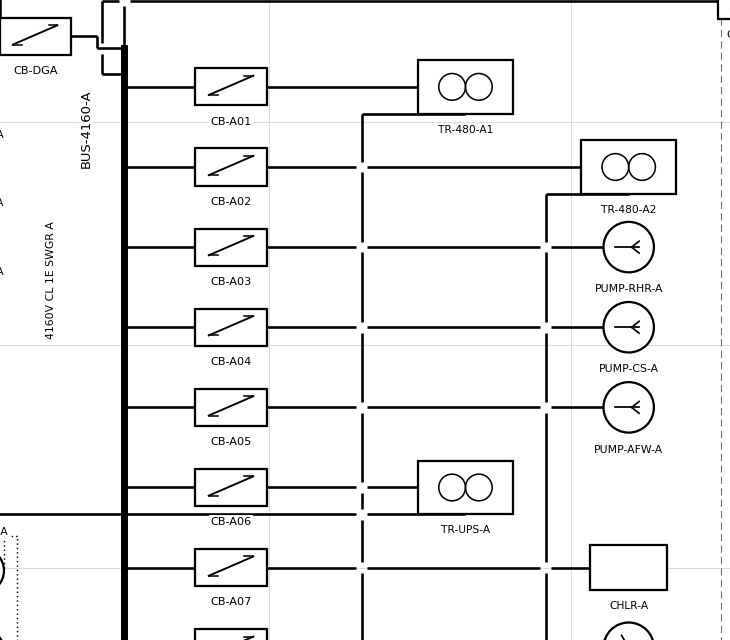 CB-DGA
BUS-4160-A
4160V CL 1E SWGR A
A
A
A
A
CB-A01
CB-A02
CB-A03
CB-A04
CB-A05
CB-A06
CB-A07
TR-480-A1
TR-480-A2
PUMP-RHR-A
PUMP-CS-A
PUMP-AFW-A
TR-UPS-A
CHLR-A